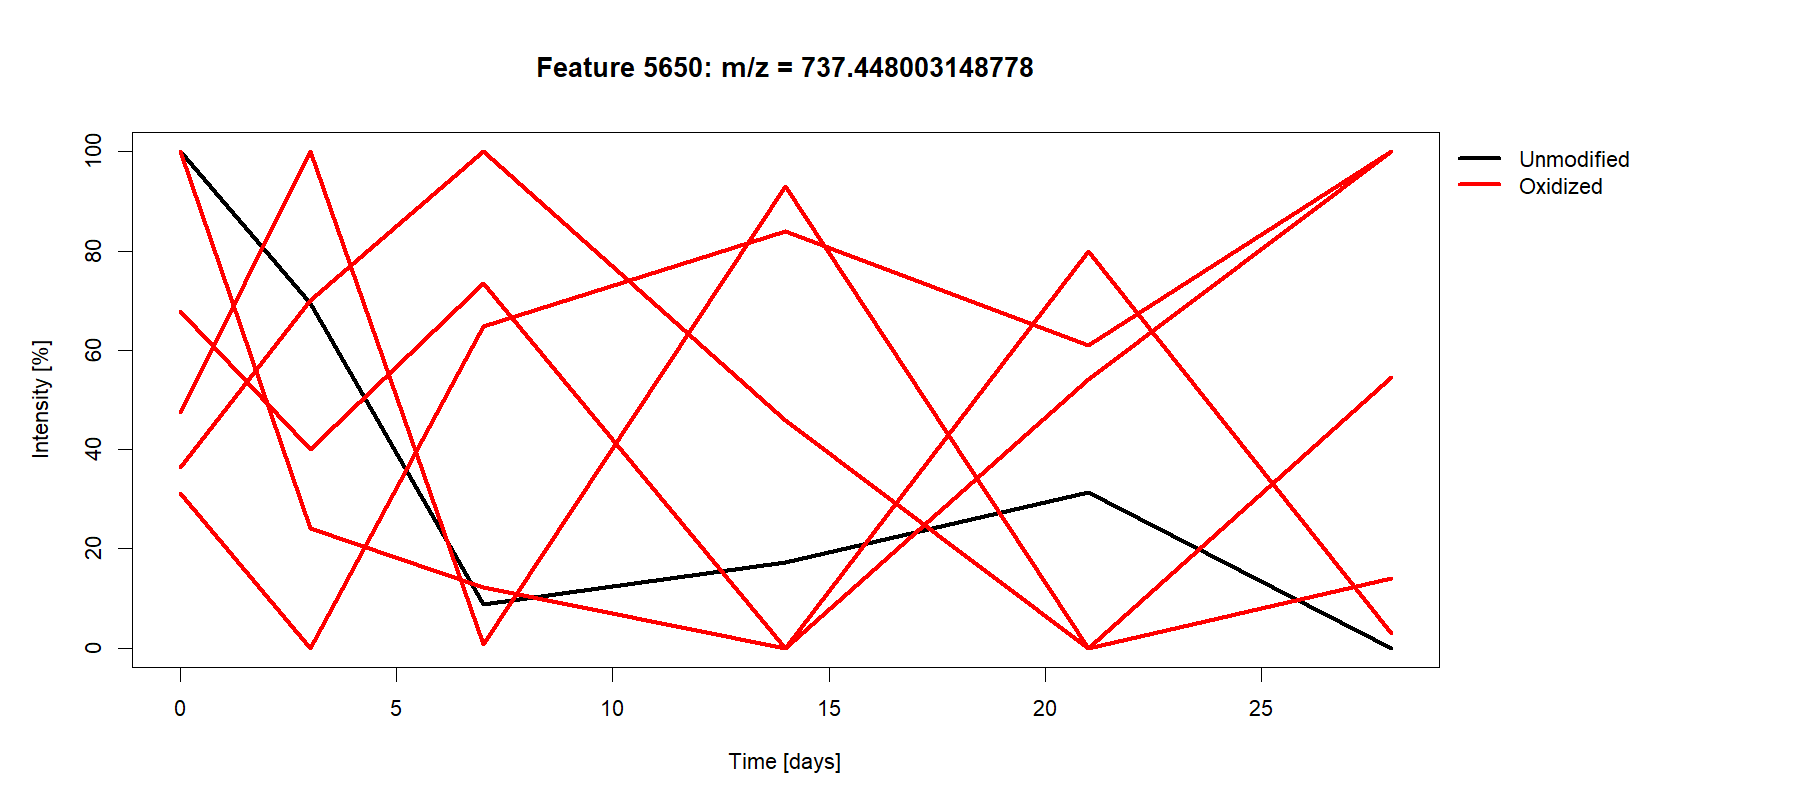 Feature 5650: m/z = 737.448003148778
Unmodified
Oxidized
Intensity [%]
100
80
60
40
20
0
0 5 10 15 20 25
Time [days]